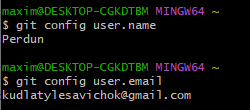 maxim@DESKTOP-CGKDTBM MINGW64 ~
$ git config user.name
Perdun
maxim@DESKTOP-CGKDTBM MINGW64 ~
$ git config user.email
kudlatylesavichok@gmail.com